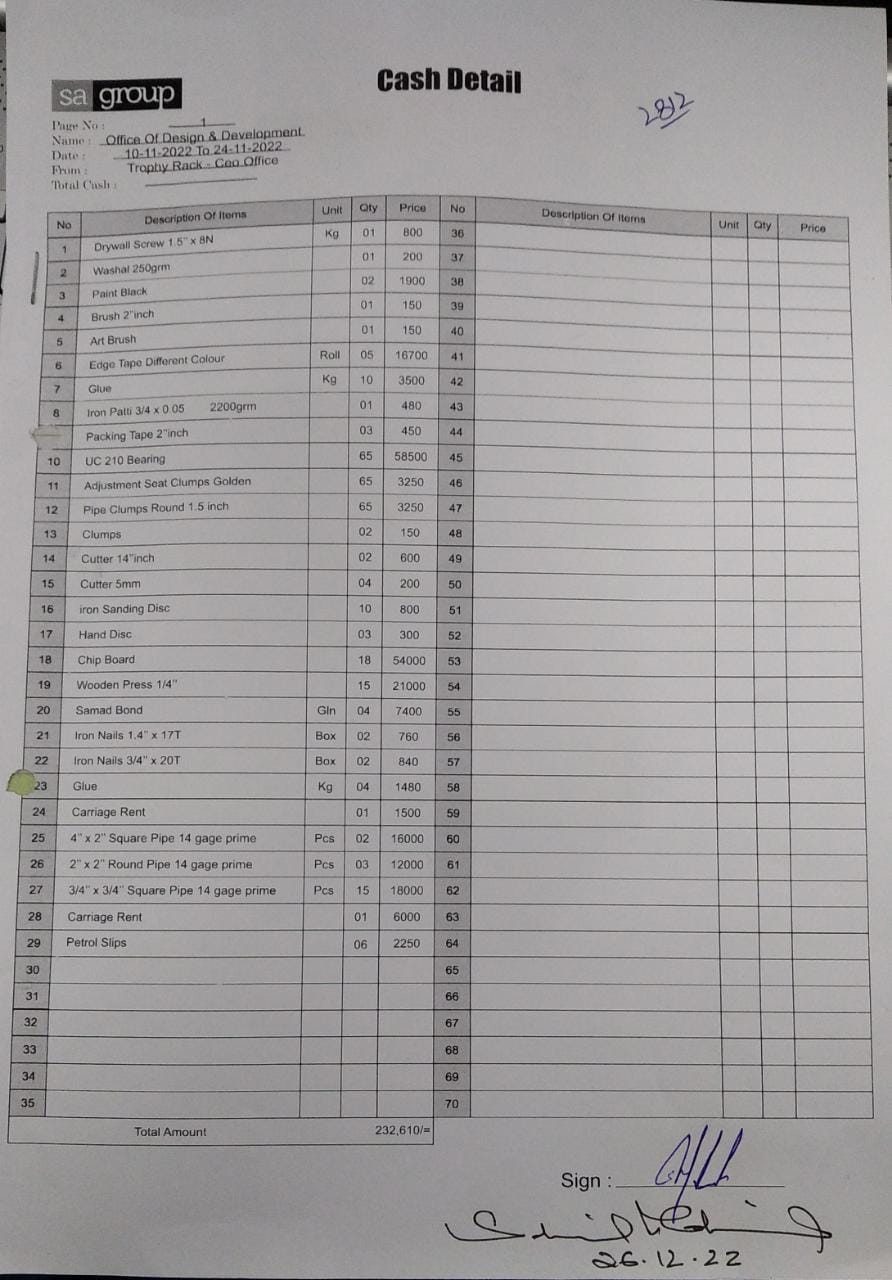 Cash Detail
sa group
2812
Page No : 1
Name : Office Of Design & Development
Date : 10-11-2022 To 24-11-2022
From : Trophy Rack - Ceo Office
Total Cash :
No Description Of Items Unit Qty Price No Description Of Items Unit Qty Price
1 Drywall Screw 1.5" x 8N Kg 01 800 36
2 Washal 250grm 01 200 37
3 Paint Black 02 1900 38
4 Brush 2"inch 01 150 39
5 Art Brush 01 150 40
6 Edge Tape Different Colour Roll 05 16700 41
7 Glue Kg 10 3500 42
8 Iron Patti 3/4 x 0.05 2200grm 01 480 43
Packing Tape 2"inch 03 450 44
10 UC 210 Bearing 65 58500 45
11 Adjustment Seat Clumps Golden 65 3250 46
12 Pipe Clumps Round 1.5 inch 65 3250 47
13 Clumps 02 150 48
14 Cutter 14"inch 02 600 49
15 Cutter 5mm 04 200 50
16 iron Sanding Disc 10 800 51
17 Hand Disc 03 300 52
18 Chip Board 18 54000 53
19 Wooden Press 1/4" 15 21000 54
20 Samad Bond Gln 04 7400 55
21 Iron Nails 1.4" x 17T Box 02 760 56
22 Iron Nails 3/4" x 20T Box 02 840 57
23 Glue Kg 04 1480 58
24 Carriage Rent 01 1500 59
25 4" x 2" Square Pipe 14 gage prime Pcs 02 16000 60
26 2" x 2" Round Pipe 14 gage prime Pcs 03 12000 61
27 3/4" x 3/4" Square Pipe 14 gage prime Pcs 15 18000 62
28 Carriage Rent 01 6000 63
29 Petrol Slips 06 2250 64
30 65
31 66
32 67
33 68
34 69
35 70
Total Amount 232,610/=
Sign :
26.12.22